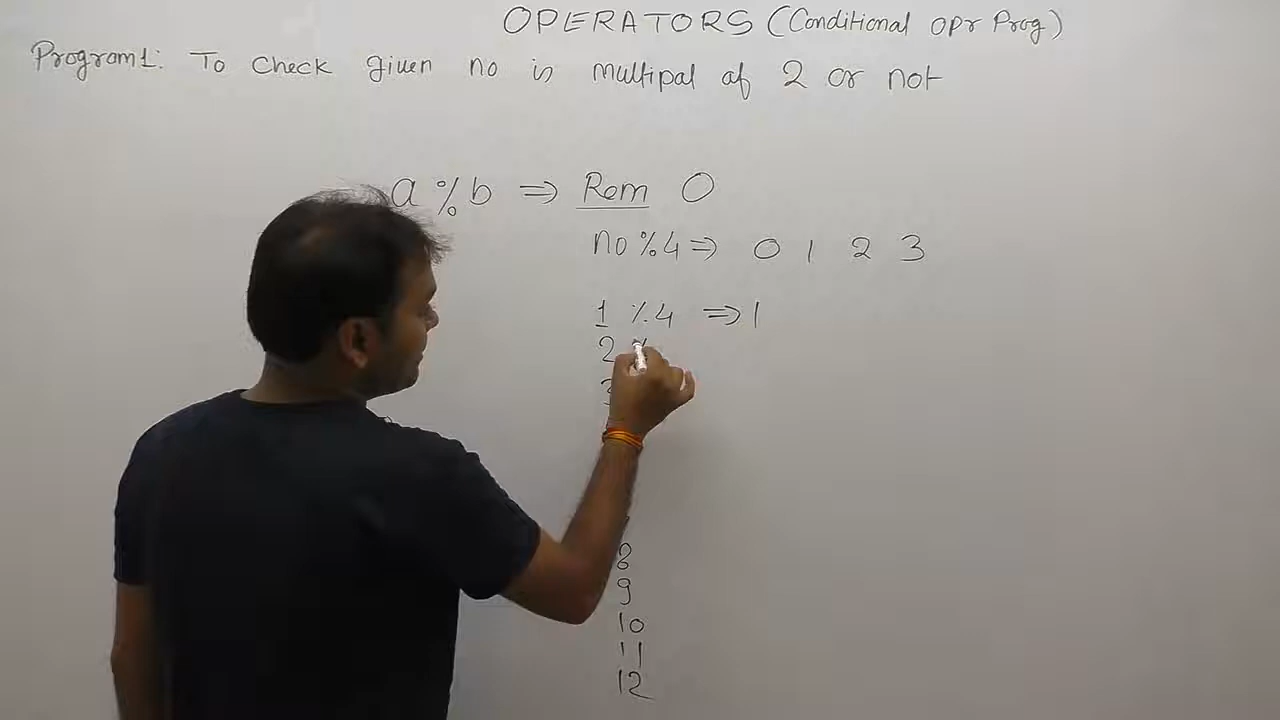 OPERATORS (Conditional opr Prog)
Program1: To check given no is multipal of 2 or not
a % b ⇒ Rem 0
no % 4 ⇒ 0 1 2 3
1 % 4 ⇒ 1
2 %
3
8
9
10
11
12